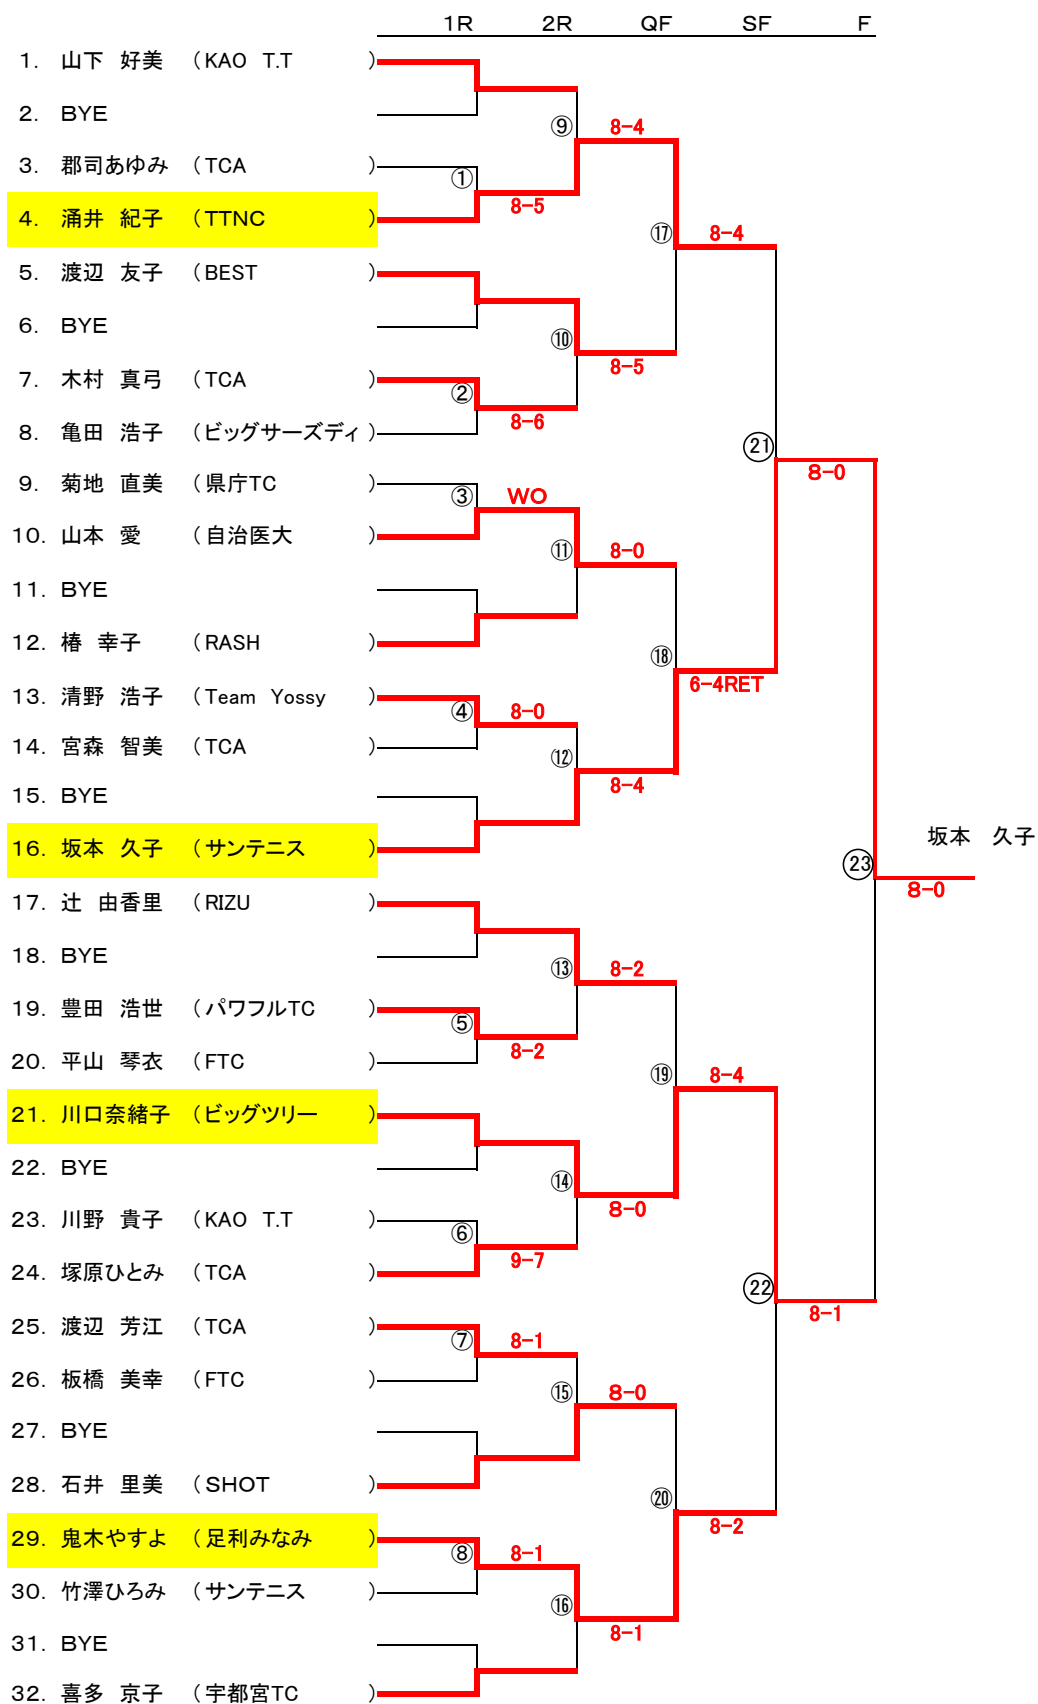 1R 2R QF SF F
1. 山下 好美 (KAO T.T )
2. BYE
⑨ 8-4
3. 郡司あゆみ (TCA )
① 8-5
4. 涌井 紀子 (TTNC )
⑰ 8-4
5. 渡辺 友子 (BEST )
6. BYE
⑩ 8-5
7. 木村 真弓 (TCA )
② 8-6
8. 亀田 浩子 (ビッグサーズディ )
㉑ 8-0
9. 菊地 直美 (県庁TC )
③ WO
10. 山本 愛 (自治医大 )
⑪ 8-0
11. BYE
12. 椿 幸子 (RASH )
⑱ 6-4RET
13. 清野 浩子 (Team Yossy )
④ 8-0
14. 宮森 智美 (TCA )
⑫ 8-4
15. BYE
16. 坂本 久子 (サンテニス )
坂本 久子
㉓ 8-0
17. 辻 由香里 (RIZU )
18. BYE
⑬ 8-2
19. 豊田 浩世 (パワフルTC )
⑤ 8-2
20. 平山 琴衣 (FTC )
⑲ 8-4
21. 川口奈緒子 (ビッグツリー )
22. BYE
⑭ 8-0
23. 川野 貴子 (KAO T.T )
⑥ 9-7
24. 塚原ひとみ (TCA )
㉒ 8-1
25. 渡辺 芳江 (TCA )
⑦ 8-1
26. 板橋 美幸 (FTC )
⑮ 8-0
27. BYE
28. 石井 里美 (SHOT )
⑳ 8-2
29. 鬼木やすよ (足利みなみ )
⑧ 8-1
30. 竹澤ひろみ (サンテニス )
⑯ 8-1
31. BYE
32. 喜多 京子 (宇都宮TC )